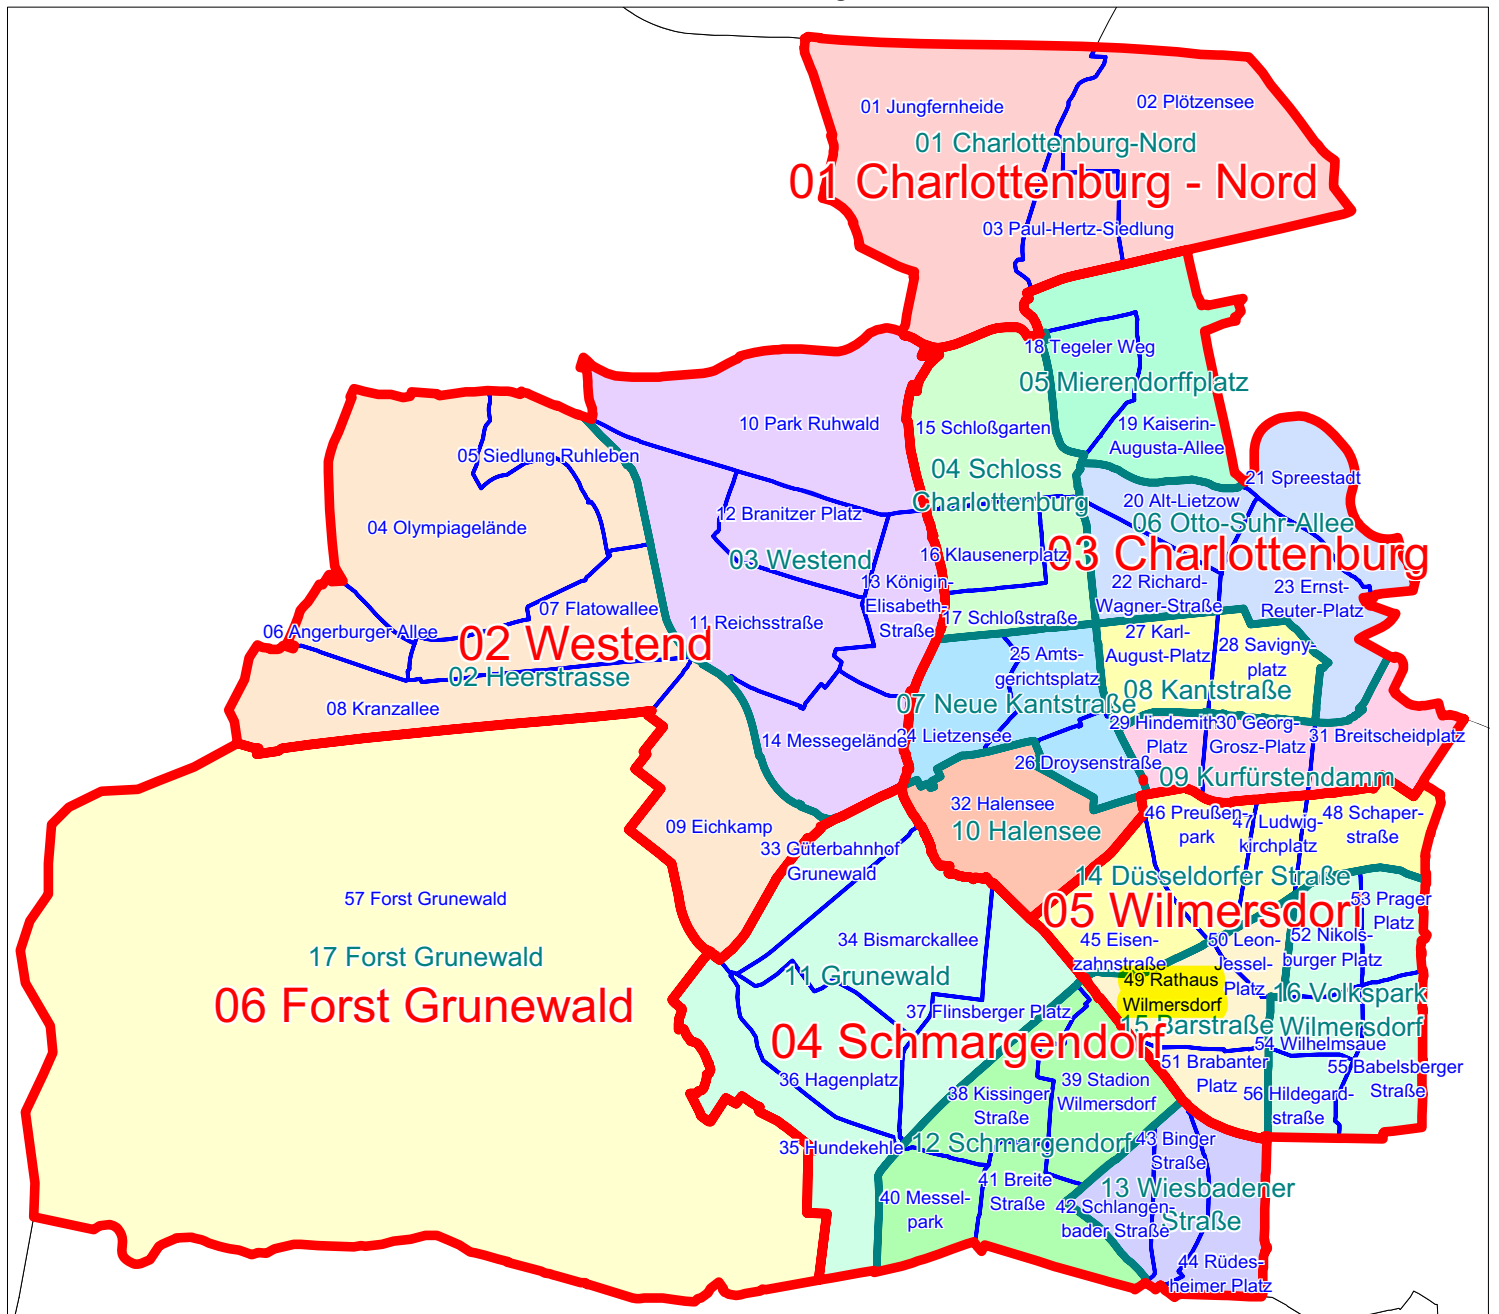 01 Jungfernheide
02 Plötzensee
01 Charlottenburg-Nord
01 Charlottenburg - Nord
03 Paul-Hertz-Siedlung
18 Tegeler Weg
05 Mierendorffplatz
10 Park Ruhwald
15 Schloßgarten
19 Kaiserin-
Augusta-Allee
05 Siedlung Ruhleben
04 Schloss
Charlottenburg
21 Spreestadt
20 Alt-Lietzow
04 Olympiagelände
12 Branitzer Platz
06 Otto-Suhr-Allee
03 Westend
16 Klausenerplatz
03 Charlottenburg
13 Königin-
Elisabeth-
Straße
22 Richard-
Wagner-Straße
23 Ernst-
Reuter-Platz
07 Flatowallee
11 Reichsstraße
17 Schloßstraße
06 Angerburger Allee
02 Westend
27 Karl-
August-Platz
28 Savigny-
platz
25 Amts-
gerichtsplatz
02 Heerstrasse
08 Kantstraße
07 Neue Kantstraße
08 Kranzallee
14 Messegelände
24 Lietzensee
29 Hindemith-
Platz
30 Georg-
Grosz-Platz
31 Breitscheidplatz
26 Droysenstraße
09 Kurfürstendamm
32 Halensee
10 Halensee
46 Preußen-
park
47 Ludwig-
kirchplatz
48 Schaper-
straße
09 Eichkamp
33 Güterbahnhof
Grunewald
14 Düsseldorfer Straße
57 Forst Grunewald
05 Wilmersdorf
53 Prager
Platz
34 Bismarckallee
45 Eisen-
zahnstraße
50 Leon-
Jessel-
Platz
52 Nikols-
burger Platz
17 Forst Grunewald
11 Grunewald
49 Rathaus
Wilmersdorf
16 Volkspark
Wilmersdorf
06 Forst Grunewald
37 Flinsberger Platz
15 Barstraße
04 Schmargendorf
54 Wilhelmsaue
51 Brabanter
Platz
55 Babelsberger
Straße
36 Hagenplatz
38 Kissinger
Straße
39 Stadion
Wilmersdorf
56 Hildegard-
straße
35 Hundekehle
12 Schmargendorf
43 Binger
Straße
40 Messel-
park
41 Breite
Straße
13 Wiesbadener
Straße
42 Schlangen-
bader Straße
44 Rüdes-
heimer Platz